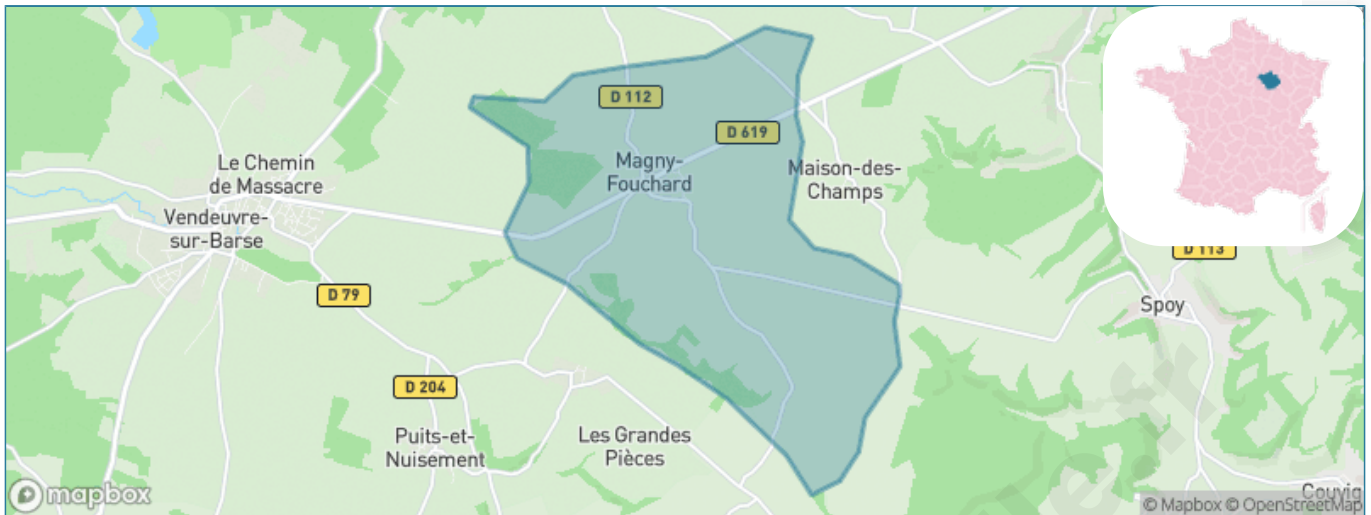 D 112
D 619
Magny-
Fouchard
Maison-des-
Champs
Le Chemin
de Massacre
Vendeuvre-
sur-Barse
D 113
D 79
Spoy
D 204
Puits-et-
Nuisement
Les Grandes
Pièces
mapbox
Couvig
© Mapbox © OpenStreetMap